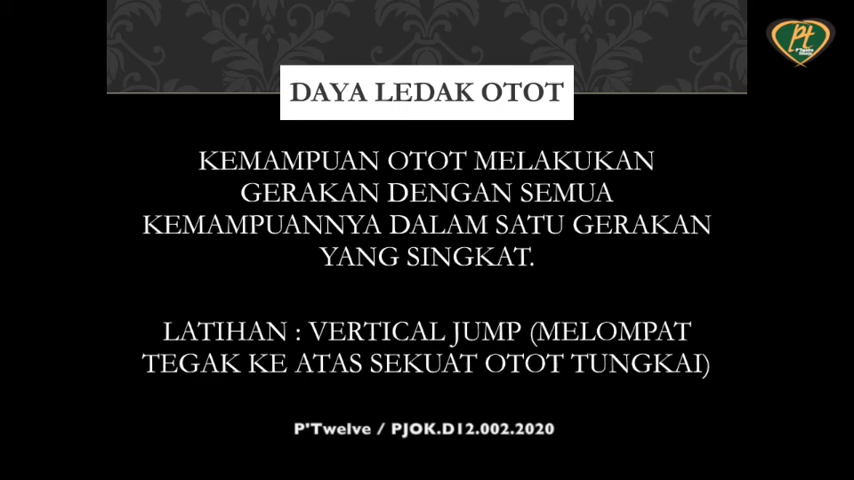 DAYA LEDAK OTOT
KEMAMPUAN OTOT MELAKUKAN
GERAKAN DENGAN SEMUA
KEMAMPUANNYA DALAM SATU GERAKAN
YANG SINGKAT.
LATIHAN : VERTICAL JUMP (MELOMPAT
TEGAK KE ATAS SEKUAT OTOT TUNGKAI)
P'Twelve / PJOK.D12.002.2020